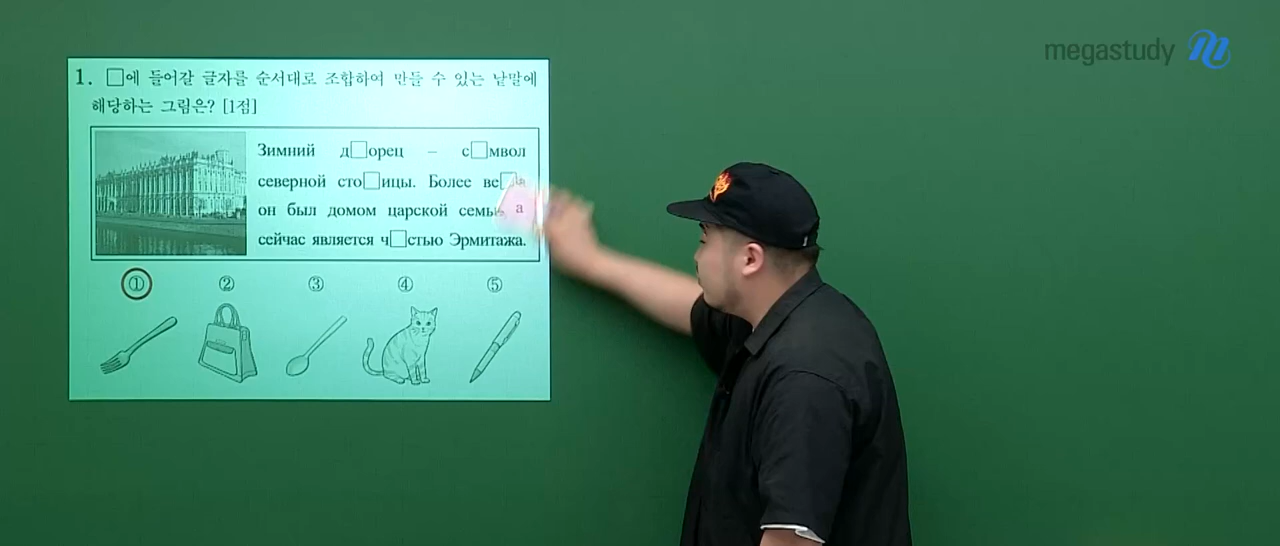 megastudy
1. □에 들어갈 글자를 순서대로 조합하여 만들 수 있는 낱말에
해당하는 그림은? [1점]
Зимний д□орец – с□мвол
северной сто□ицы. Более ве□а
он был домом царской семьи, а
сейчас является ч□стью Эрмитажа.
① ② ③ ④ ⑤